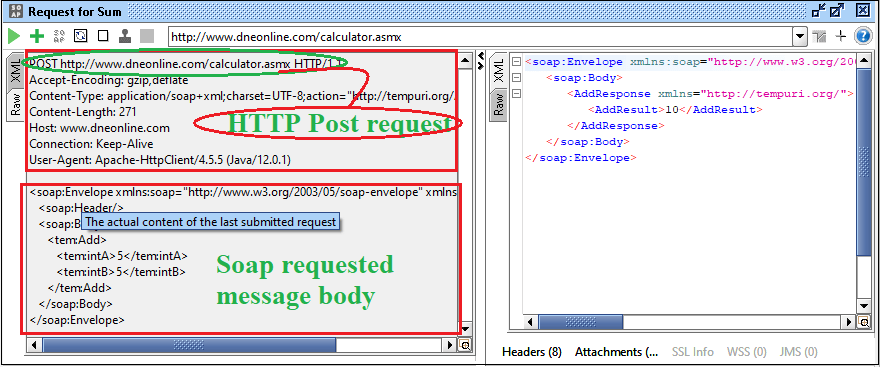 Request for Sum
SOAP
http://www.dneonline.com/calculator.asmx
XML
Raw
POST http://www.dneonline.com/calculator.asmx HTTP/1.1
Accept-Encoding: gzip,deflate
Content-Type: application/soap+xml;charset=UTF-8;action="http://tempuri.org/
Content-Length: 271
Host: www.dneonline.com
Connection: Keep-Alive
User-Agent: Apache-HttpClient/4.5.5 (Java/12.0.1)
HTTP Post request
<soap:Envelope xmlns:soap="http://www.w3.org/2003/05/soap-envelope" xmlns
<soap:Header/>
<soap:B
The actual content of the last submitted request
<tem:Add>
<tem:intA>5</tem:intA>
<tem:intB>5</tem:intB>
</tem:Add>
</soap:Body>
</soap:Envelope>
Soap requested
message body
XML
Raw
<soap:Envelope xmlns:soap="http://www.w3.org/200
<soap:Body>
<AddResponse xmlns="http://tempuri.org/">
<AddResult>10</AddResult>
</AddResponse>
</soap:Body>
</soap:Envelope>
Headers (8) Attachments (... SSL Info WSS (0) JMS (0)